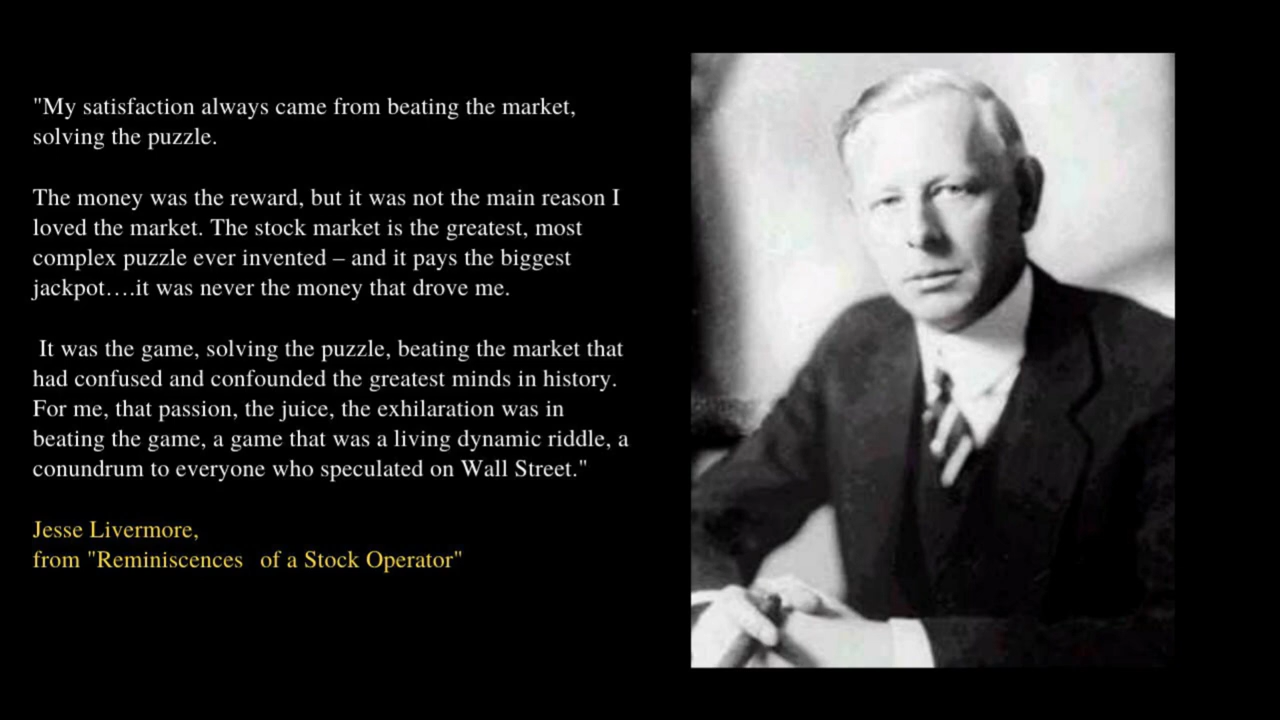 "My satisfaction always came from beating the market,
solving the puzzle.
The money was the reward, but it was not the main reason I
loved the market. The stock market is the greatest, most
complex puzzle ever invented – and it pays the biggest
jackpot….it was never the money that drove me.
It was the game, solving the puzzle, beating the market that
had confused and confounded the greatest minds in history.
For me, that passion, the juice, the exhilaration was in
beating the game, a game that was a living dynamic riddle, a
conundrum to everyone who speculated on Wall Street."
Jesse Livermore,
from "Reminiscences of a Stock Operator"